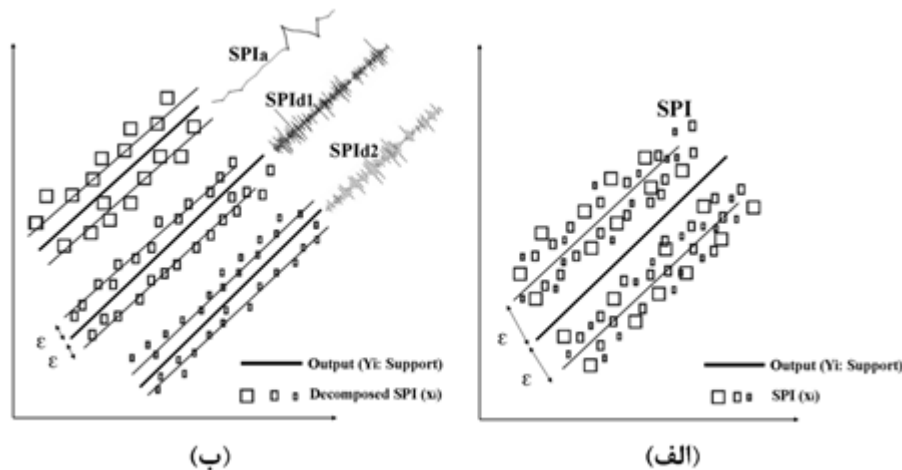 SPIa
SPId1
SPId2
ε
ε
Output (Yi: Support)
Decomposed SPI (xi)
(ب)
SPI
ε
ε
Output (Yi: Support)
SPI (xi)
(الف)